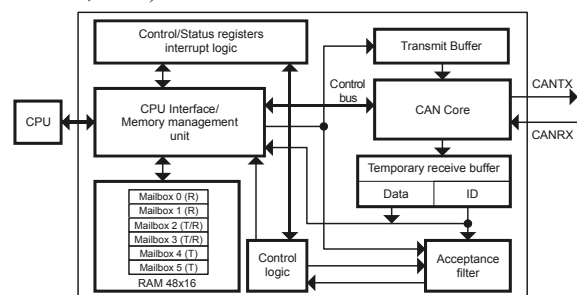 Control/Status registers
interrupt logic
Transmit Buffer
Control
bus
CANTX
CPU
CPU Interface/
Memory management
unit
CAN Core
CANRX
Temporary receive buffer
Data
ID
Mailbox 0 (R)
Mailbox 1 (R)
Mailbox 2 (T/R)
Mailbox 3 (T/R)
Mailbox 4 (T)
Mailbox 5 (T)
RAM 48x16
Control
logic
Acceptance
filter